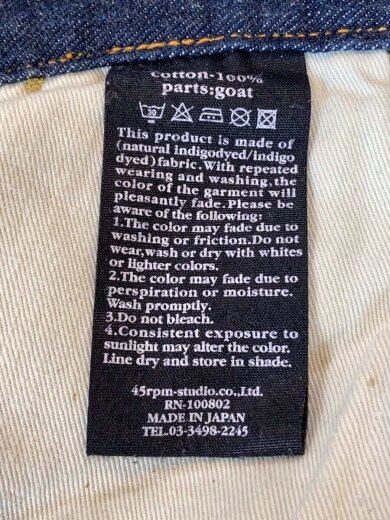 cotton-100%
parts:goat
30
This product is made of
(natural indigodyed/indigo
dyed)fabric.With repeated
wearing and washing,the
color of the garment will
pleasantly fade.Please be
aware of the following:
1.The color may fade due to
washing or friction.Do not
wear,wash or dry with whites
or lighter colors.
2.The color may fade due to
perspiration or moisture.
Wash promptly.
3.Do not bleach.
4.Consistent exposure to
sunlight may alter the color.
Line dry and store in shade.
45rpm-studio.co.,Ltd.
RN-100802
MADE IN JAPAN
TEL.03-3498-2245